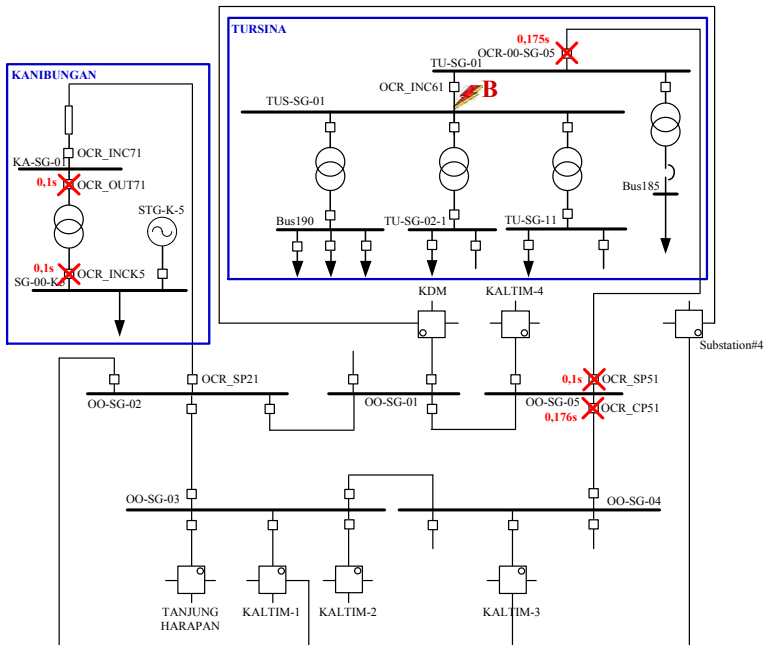 TURSINA
0,175s
OCR-00-SG-05
TU-SG-01
OCR_INC61
B
TUS-SG-01
KANIBUNGAN
OCR_INC71
KA-SG-01
0,1s
OCR_OUT71
STG-K-5
0,1s
OCR_INCK5
SG-00-K5
Bus190
TU-SG-02-1
TU-SG-11
Bus185
KDM
KALTIM-4
Substation#4
OCR_SP21
OO-SG-02
OO-SG-01
0,1s
OCR_SP51
OO-SG-05
OCR_CP51
0,176s
OO-SG-03
OO-SG-04
TANJUNG
HARAPAN
KALTIM-1
KALTIM-2
KALTIM-3